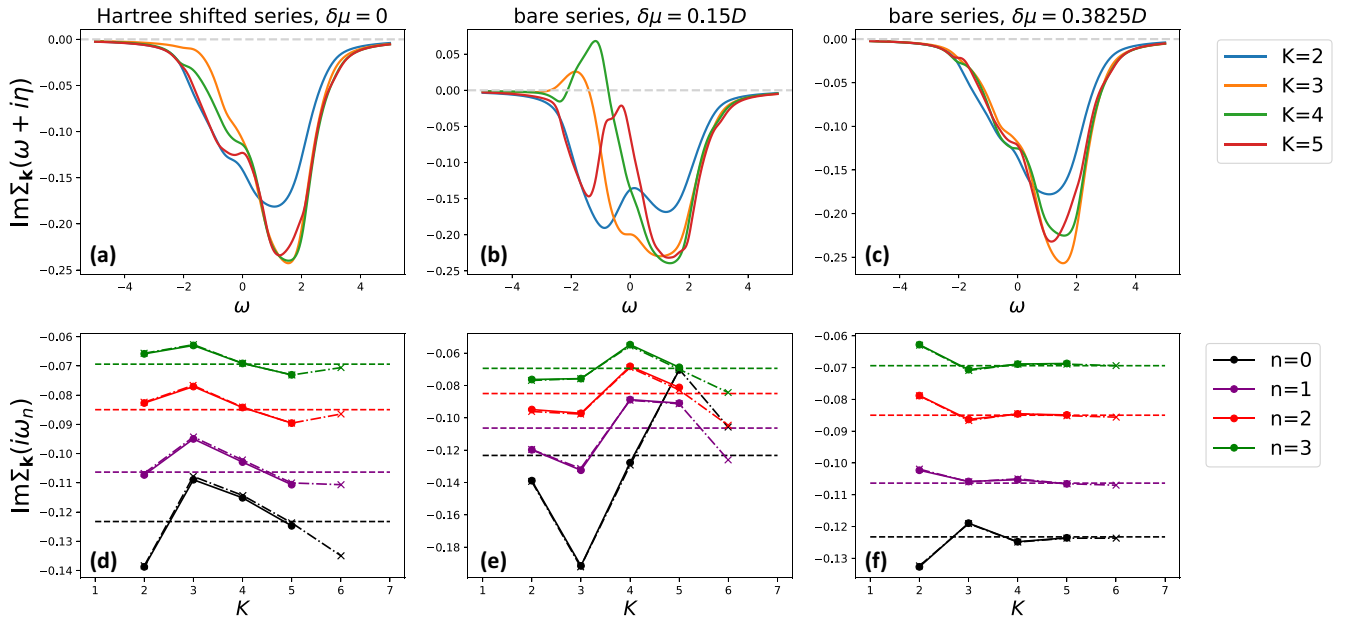 Hartree shifted series, δμ = 0
bare series, δμ = 0.15D
bare series, δμ = 0.3825D
ImΣ𝐤(ω + iη)
0.00
−0.05
−0.10
−0.15
−0.20
−0.25
(a)
−4 −2 0 2 4
ω
0.05
0.00
−0.05
−0.10
−0.15
−0.20
−0.25
(b)
−4 −2 0 2 4
ω
0.00
−0.05
−0.10
−0.15
−0.20
−0.25
(c)
−4 −2 0 2 4
ω
K=2
K=3
K=4
K=5
ImΣ𝐤(iωn)
−0.06
−0.07
−0.08
−0.09
−0.10
−0.11
−0.12
−0.13
−0.14
(d)
1 2 3 4 5 6 7
K
−0.06
−0.08
−0.10
−0.12
−0.14
−0.16
−0.18
(e)
1 2 3 4 5 6 7
K
−0.06
−0.07
−0.08
−0.09
−0.10
−0.11
−0.12
−0.13
(f)
1 2 3 4 5 6 7
K
n=0
n=1
n=2
n=3